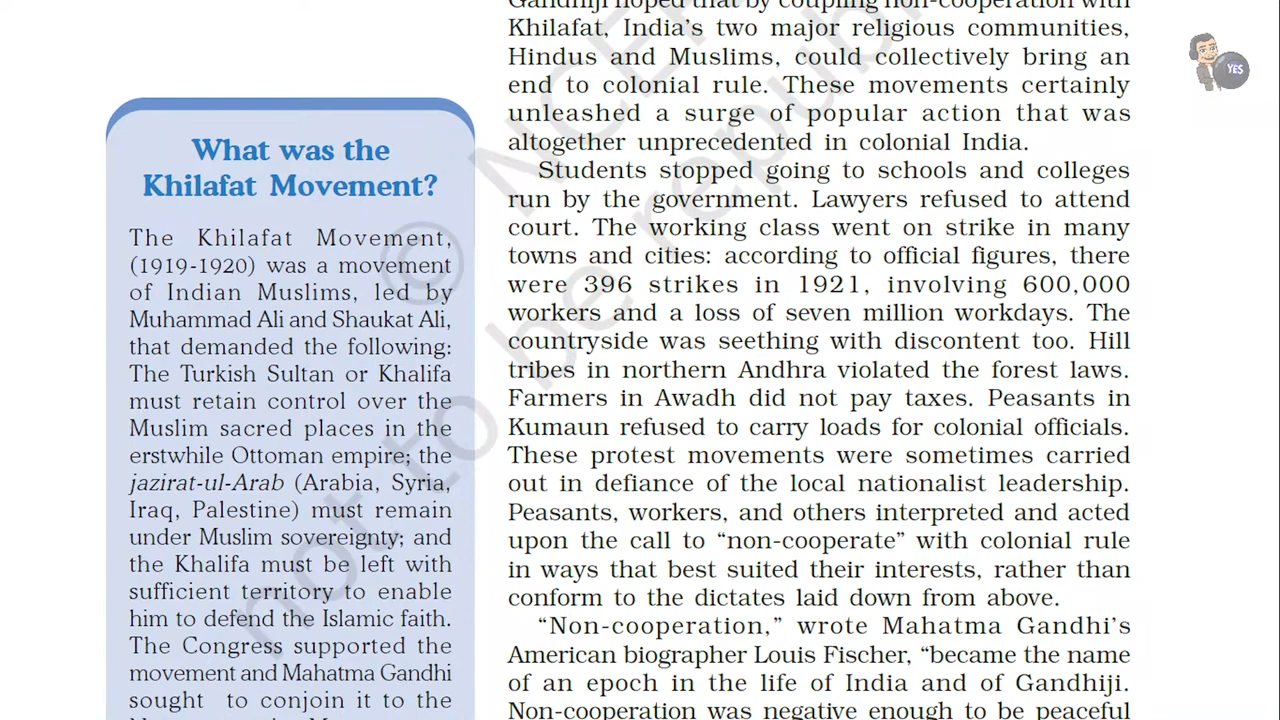 What was the
Khilafat Movement?
The Khilafat Movement,
(1919-1920) was a movement
of Indian Muslims, led by
Muhammad Ali and Shaukat Ali,
that demanded the following:
The Turkish Sultan or Khalifa
must retain control over the
Muslim sacred places in the
erstwhile Ottoman empire; the
jazirat-ul-Arab (Arabia, Syria,
Iraq, Palestine) must remain
under Muslim sovereignty; and
the Khalifa must be left with
sufficient territory to enable
him to defend the Islamic faith.
The Congress supported the
movement and Mahatma Gandhi
sought to conjoin it to the
Gandhiji hoped that by coupling non-cooperation with
Khilafat, India's two major religious communities,
Hindus and Muslims, could collectively bring an
end to colonial rule. These movements certainly
unleashed a surge of popular action that was
altogether unprecedented in colonial India.
Students stopped going to schools and colleges
run by the government. Lawyers refused to attend
court. The working class went on strike in many
towns and cities: according to official figures, there
were 396 strikes in 1921, involving 600,000
workers and a loss of seven million workdays. The
countryside was seething with discontent too. Hill
tribes in northern Andhra violated the forest laws.
Farmers in Awadh did not pay taxes. Peasants in
Kumaun refused to carry loads for colonial officials.
These protest movements were sometimes carried
out in defiance of the local nationalist leadership.
Peasants, workers, and others interpreted and acted
upon the call to "non-cooperate" with colonial rule
in ways that best suited their interests, rather than
conform to the dictates laid down from above.
"Non-cooperation," wrote Mahatma Gandhi's
American biographer Louis Fischer, "became the name
of an epoch in the life of India and of Gandhiji.
Non-cooperation was negative enough to be peaceful
YES
© NCE
not to be republ